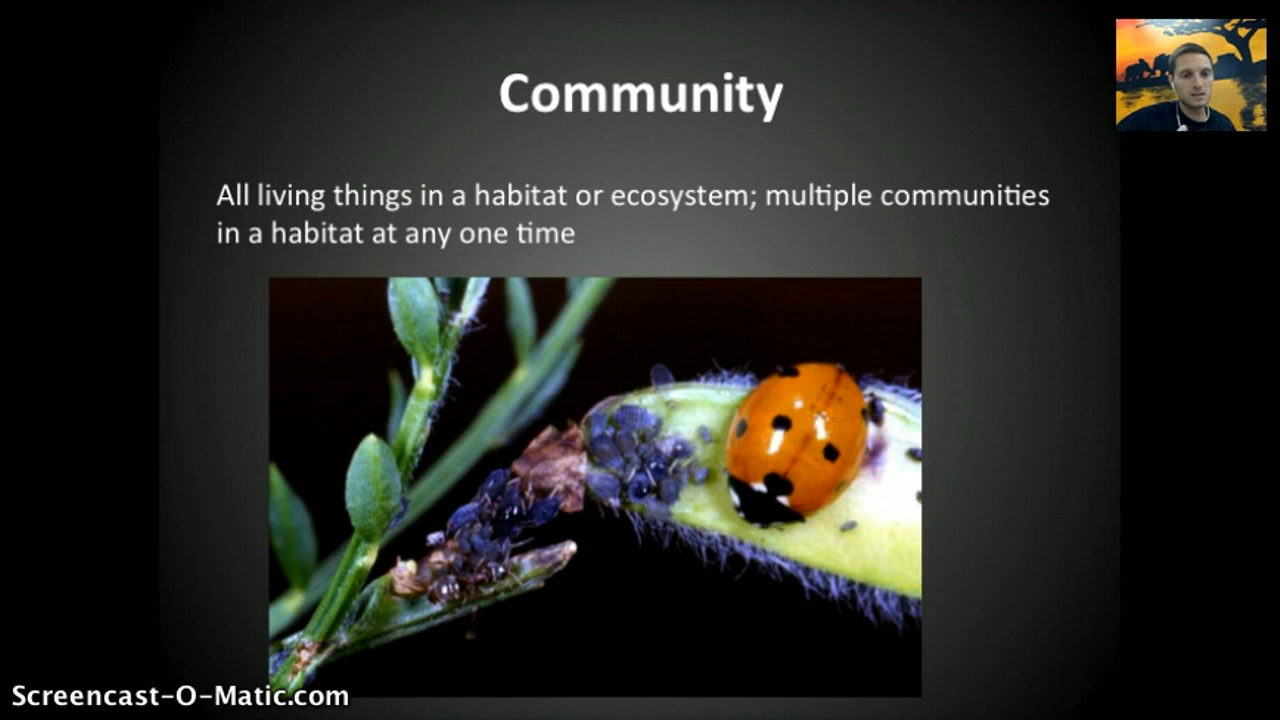 Community
All living things in a habitat or ecosystem; multiple communities
in a habitat at any one time
Screencast-O-Matic.com